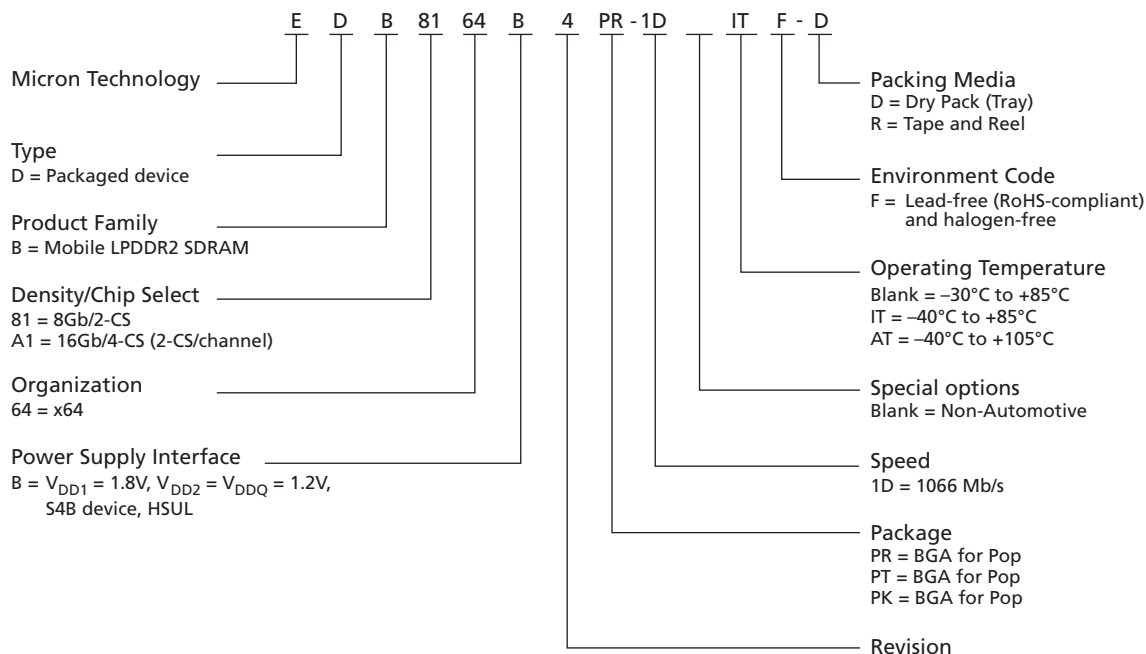 E D B 81 64 B 4 PR - 1D IT F - D
Micron Technology
Type
D = Packaged device
Product Family
B = Mobile LPDDR2 SDRAM
Density/Chip Select
81 = 8Gb/2-CS
A1 = 16Gb/4-CS (2-CS/channel)
Organization
64 = x64
Power Supply Interface
B = VDD1 = 1.8V, VDD2 = VDDQ = 1.2V,
S4B device, HSUL
Packing Media
D = Dry Pack (Tray)
R = Tape and Reel
Environment Code
F = Lead-free (RoHS-compliant)
and halogen-free
Operating Temperature
Blank = –30°C to +85°C
IT = –40°C to +85°C
AT = –40°C to +105°C
Special options
Blank = Non-Automotive
Speed
1D = 1066 Mb/s
Package
PR = BGA for Pop
PT = BGA for Pop
PK = BGA for Pop
Revision